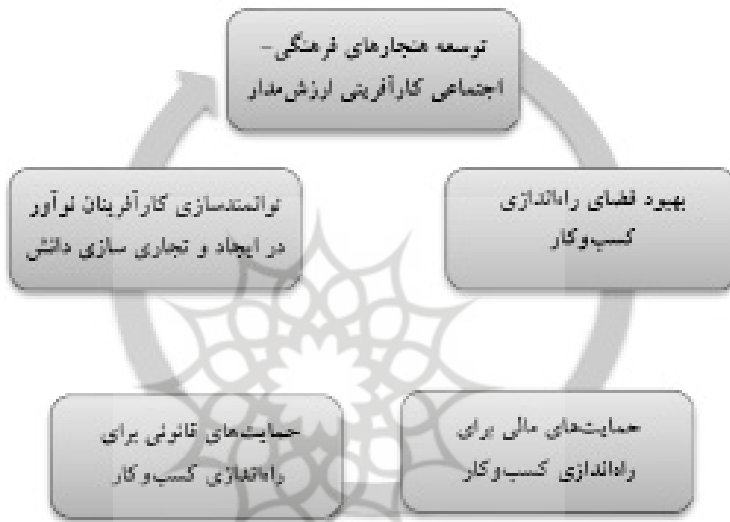 توسعه هنجارهای فرهنگی-
اجتماعی کارآفرینی ارزش‌مدار
بهبود فضای راه‌اندازی
کسب‌وکار
حمایت‌های مالی برای
راه‌اندازی کسب‌وکار
حمایت‌های قانونی برای
راه‌اندازی کسب‌وکار
توانمندسازی کارآفرینان نوآور
در ایجاد و تجاری سازی دانش